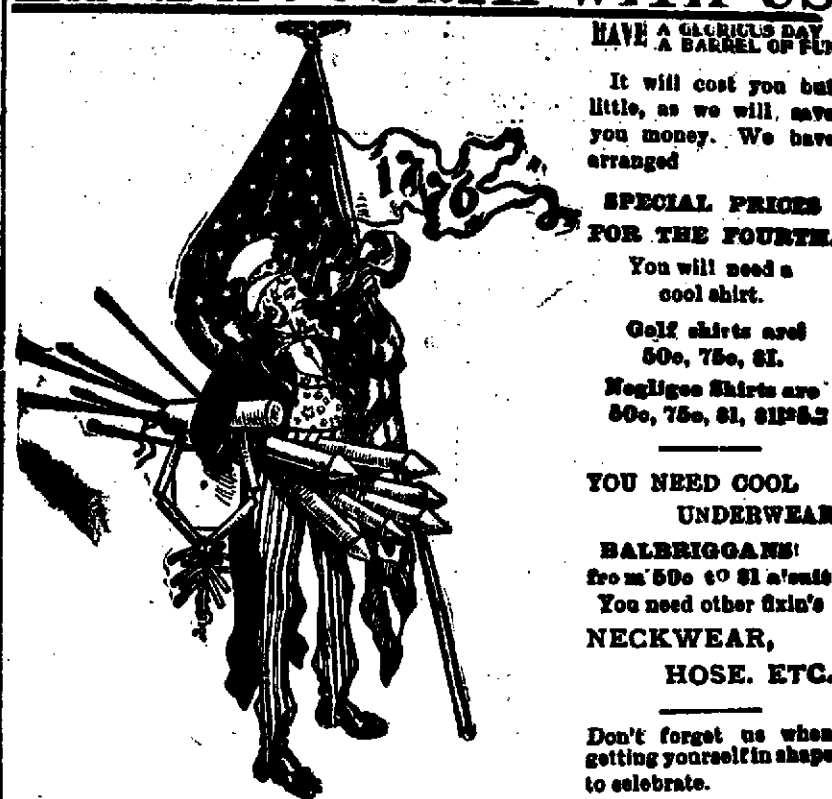 WITH US
HAVE A GLORIOUS DAY
A BARREL OF FUN
It will cost you but
little, as we will save
you money. We have
arranged
SPECIAL PRICES
FOR THE FOURTH.
You will need a
cool shirt.
Golf shirts are
50c, 75c, $1.
Negligee Shirts are
50c, 75c, $1,
YOU NEED COOL
UNDERWEAR
BALBRIGGANS
from 50c to $1 a suit
You need other fixin's
NECKWEAR,
HOSE. ETC.
Don't forget us when
getting yourself in shape
to celebrate.
1776